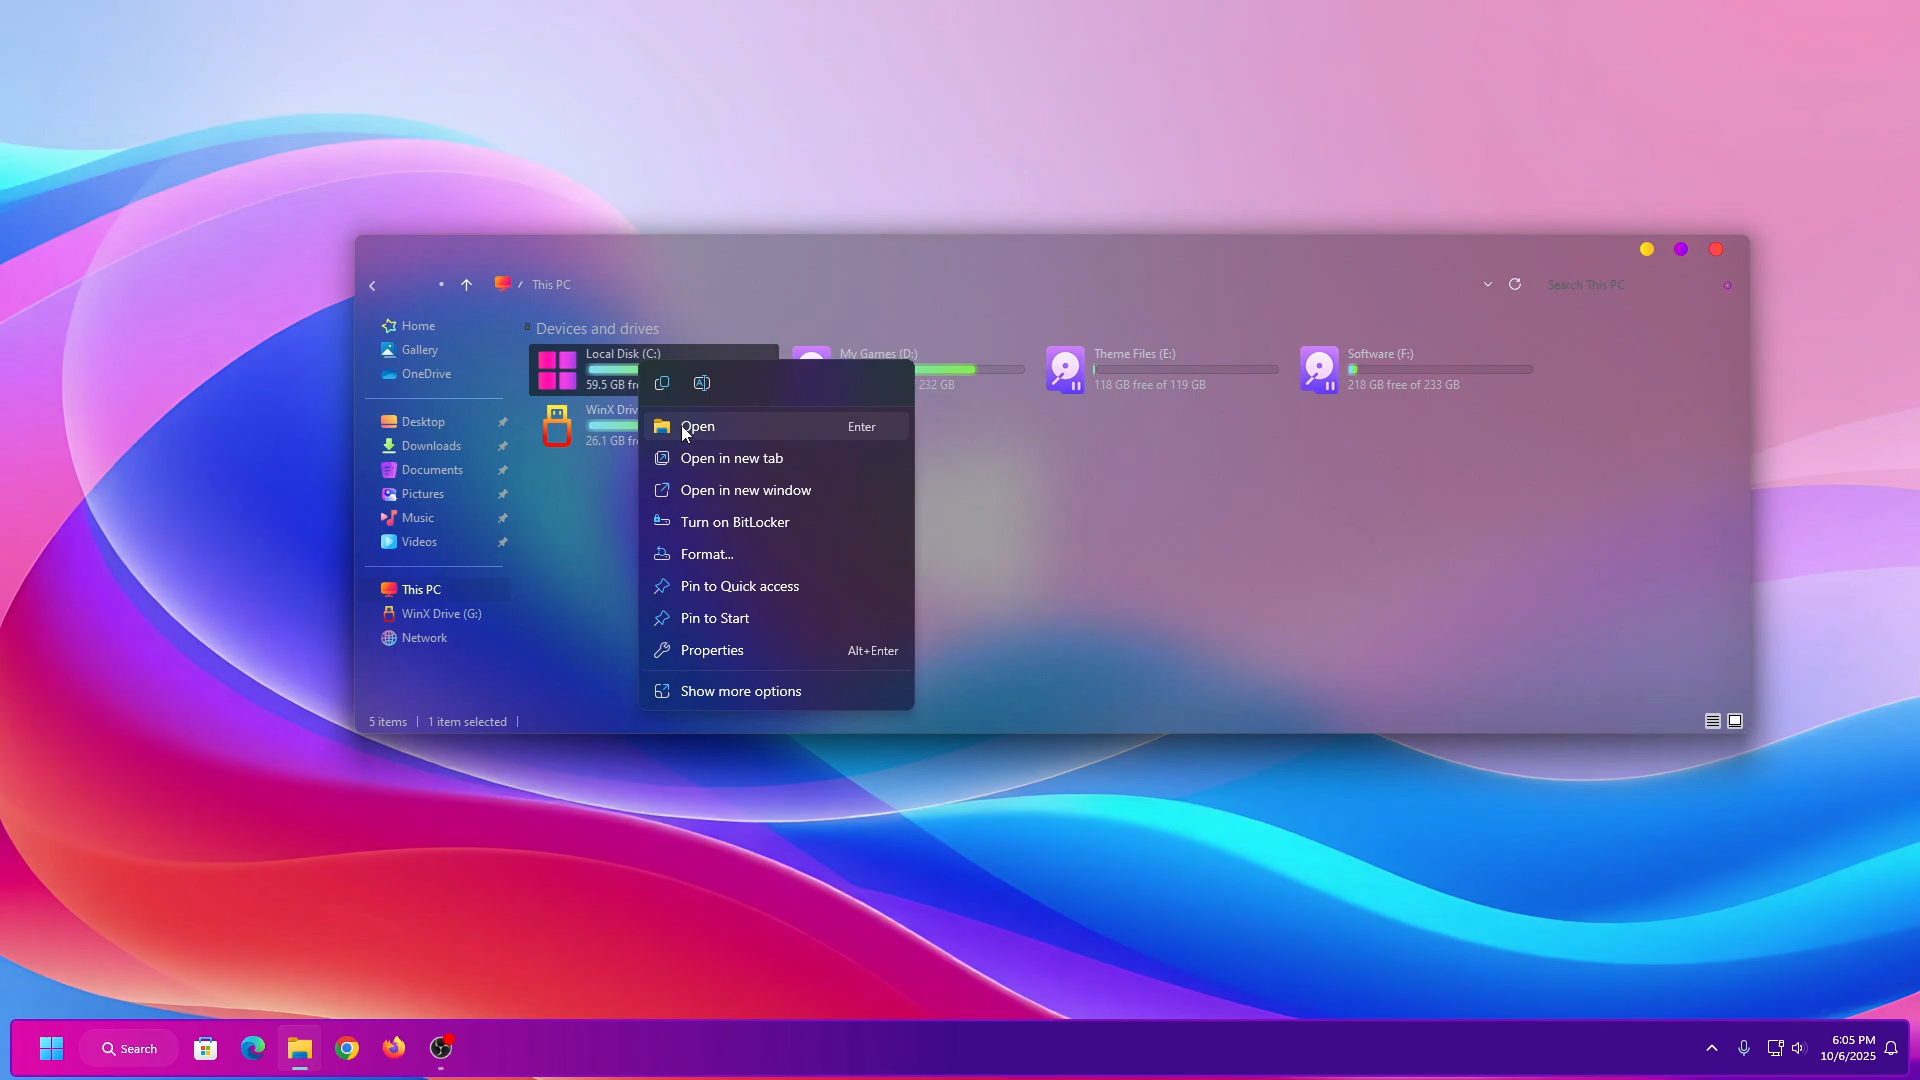 / This PC
Search This PC
Home
Gallery
OneDrive
Desktop
Downloads
Documents
Pictures
Music
Videos
This PC
WinX Drive (G:)
Network
Devices and drives
Local Disk (C:)
59.5 GB
My Games (D:)
232 GB
Theme Files (E:)
118 GB free of 119 GB
Software (F:)
218 GB free of 233 GB
WinX
26.1 GB
Open Enter
Open in new tab
Open in new window
Turn on BitLocker
Format...
Pin to Quick access
Pin to Start
Properties Alt+Enter
Show more options
5 items | 1 item selected |
Search
6:05 PM
10/6/2025